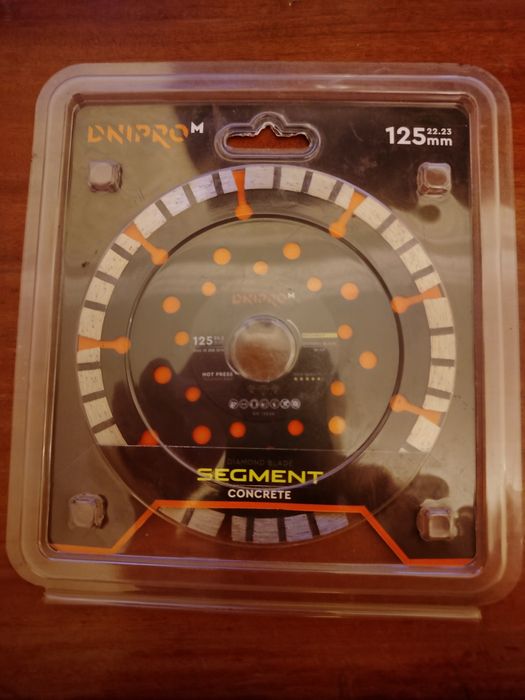 DNIPRO M
125 22.23 mm
DNIPRO M
125
HOT PRESS
DIAMOND BLADE
SEGMENT
CONCRETE